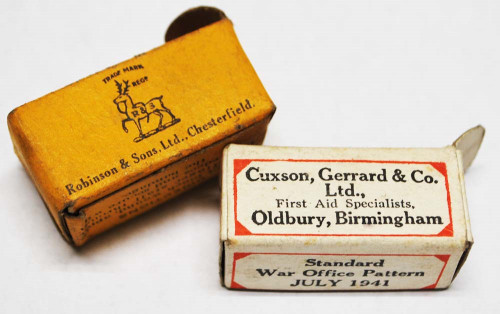 TRADE MARK
REGD
R & S
Robinson & Sons, Ltd., Chesterfield.
Cuxson, Gerrard & Co.
Ltd.,
First Aid Specialists,
Oldbury, Birmingham
Standard
War Office Pattern
JULY 1941